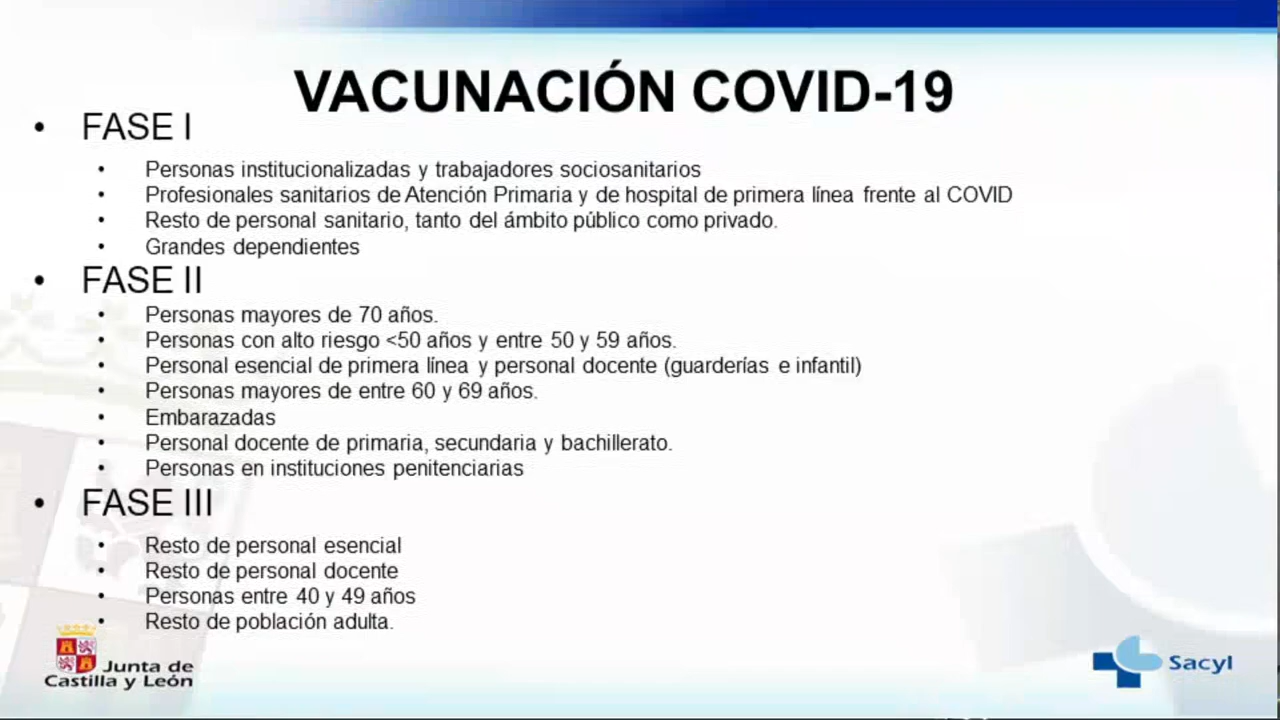 VACUNACIÓN COVID-19
• FASE I
• Personas institucionalizadas y trabajadores sociosanitarios
• Profesionales sanitarios de Atención Primaria y de hospital de primera línea frente al COVID
• Resto de personal sanitario, tanto del ámbito público como privado.
• Grandes dependientes
• FASE II
• Personas mayores de 70 años.
• Personas con alto riesgo <50 años y entre 50 y 59 años.
• Personal esencial de primera línea y personal docente (guarderías e infantil)
• Personas mayores de entre 60 y 69 años.
• Embarazadas
• Personal docente de primaria, secundaria y bachillerato.
• Personas en instituciones penitenciarias
• FASE III
• Resto de personal esencial
• Resto de personal docente
• Personas entre 40 y 49 años
• Resto de población adulta.
Junta de
Castilla y León
Sacyl